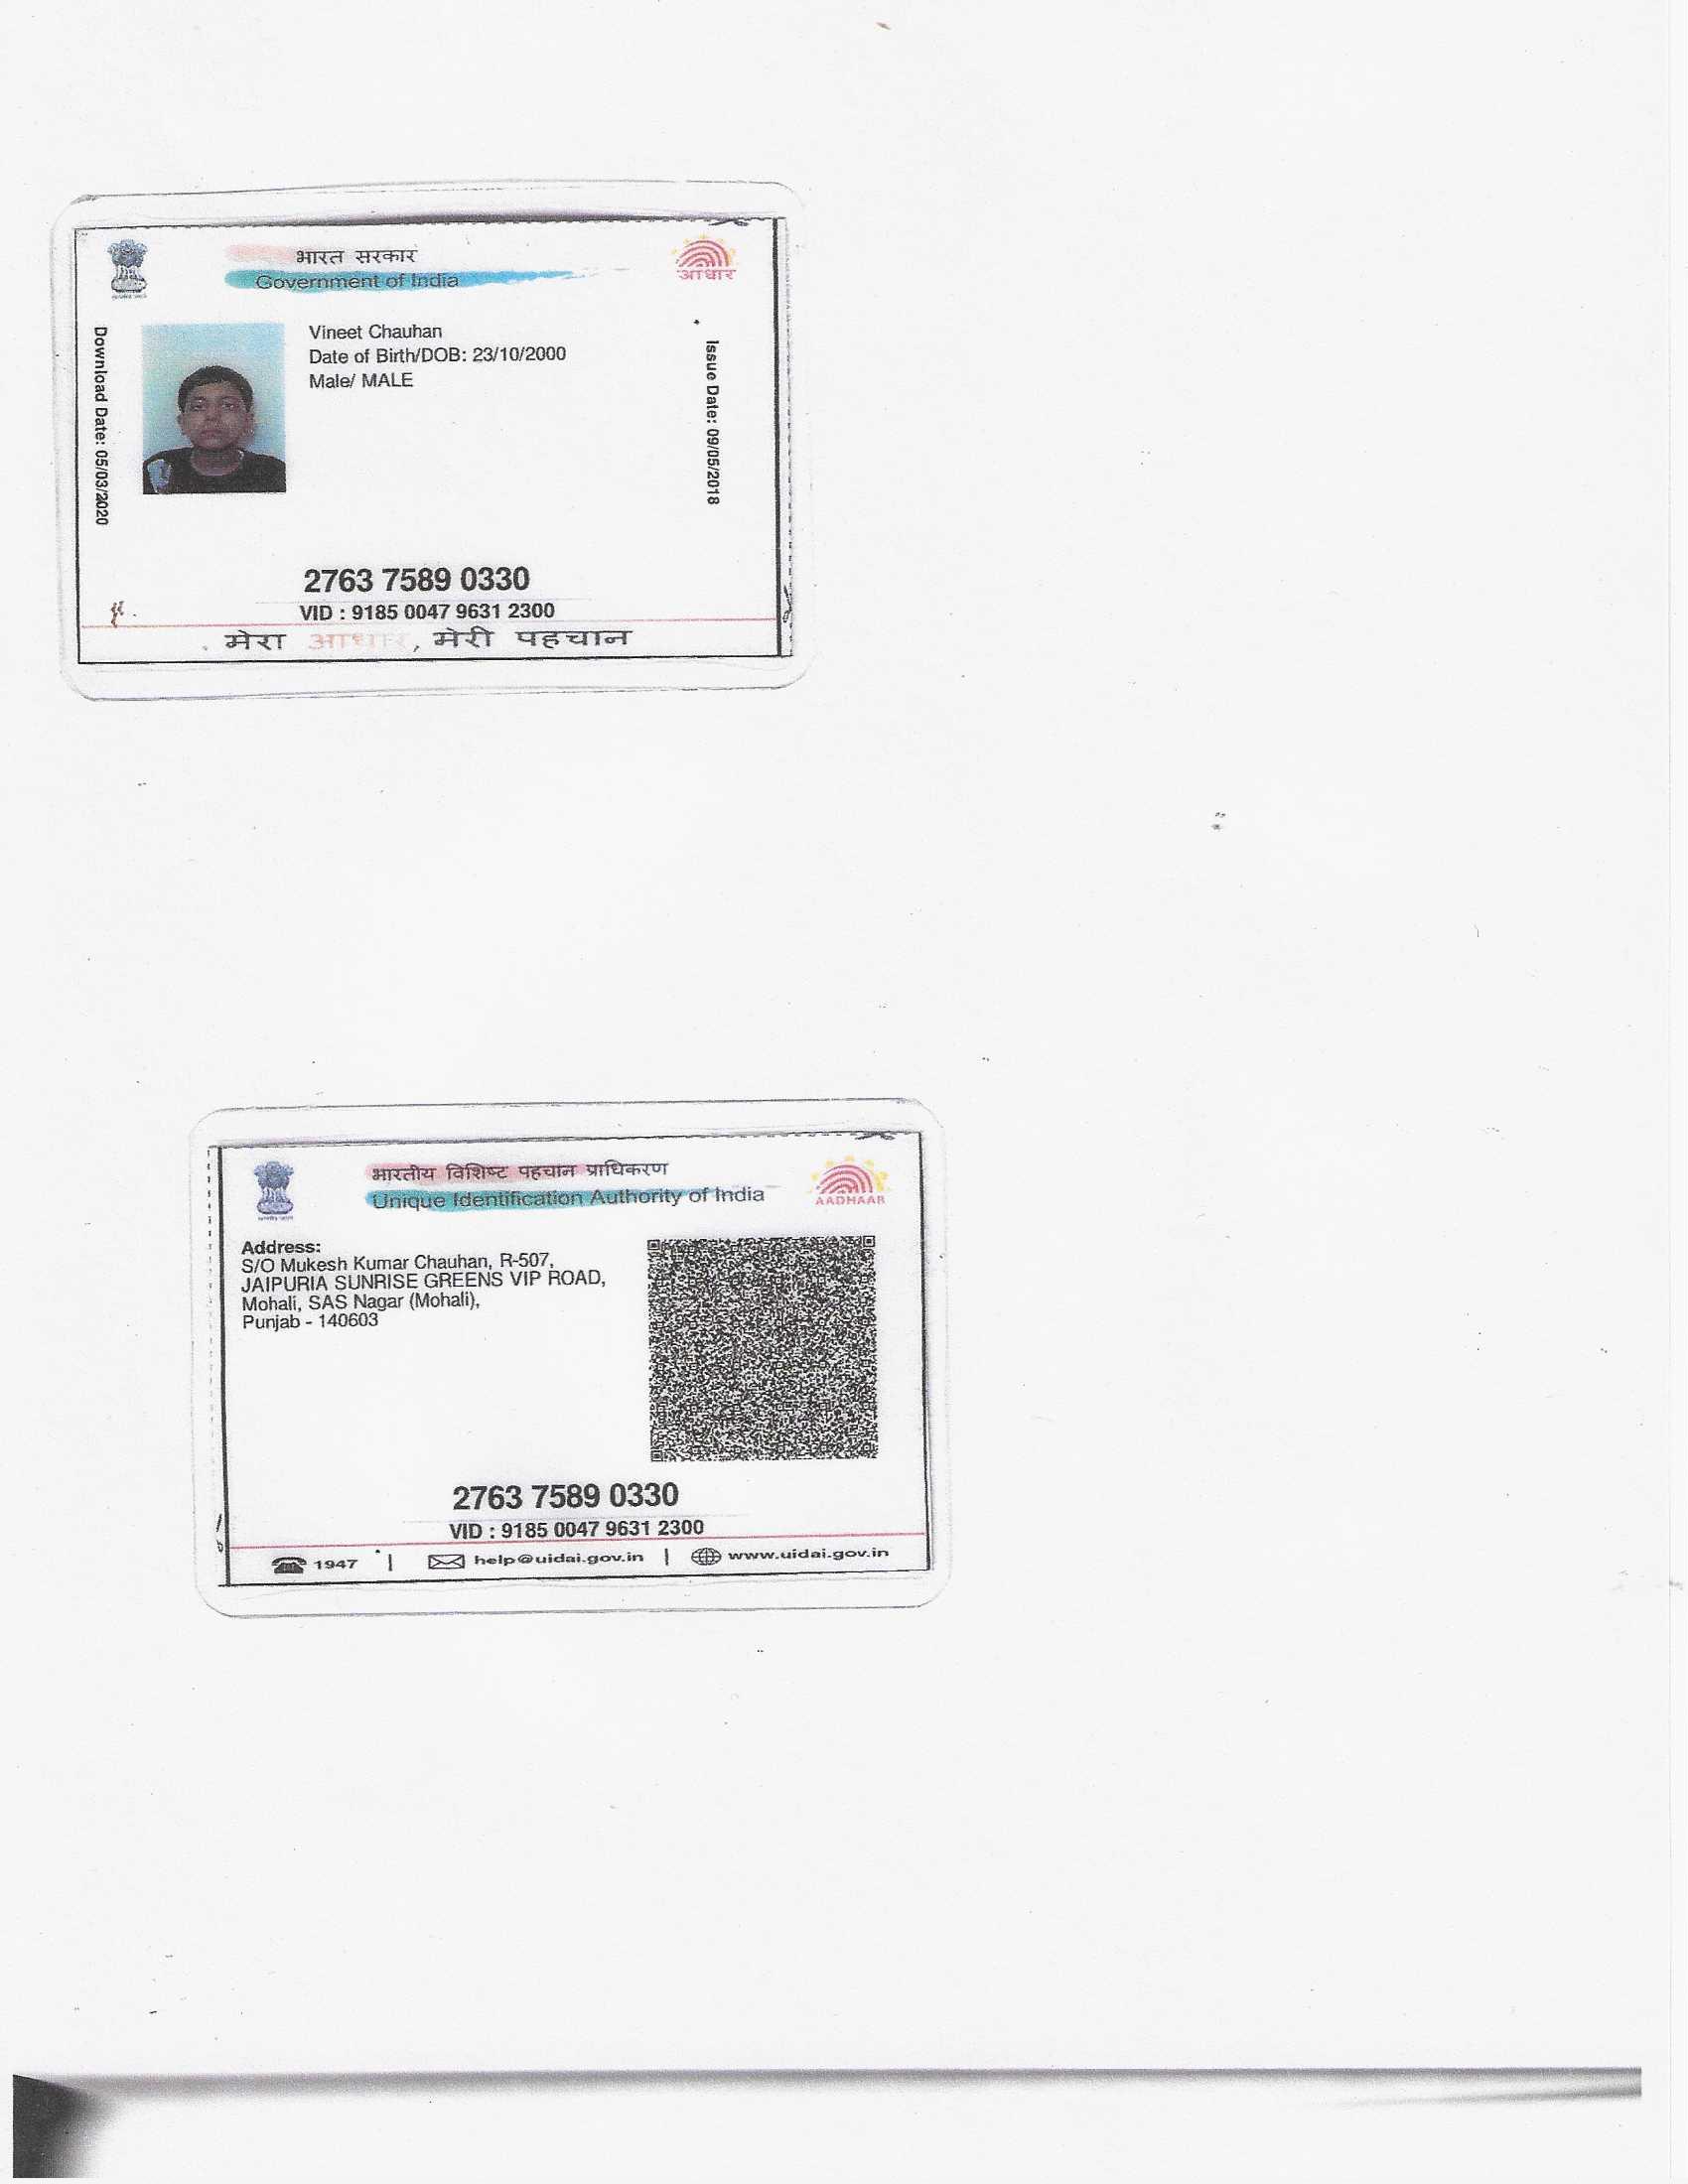 भारत सरकार
Government of India
आधार
Download Date: 05/03/2020
Vineet Chauhan
Date of Birth/DOB: 23/10/2000
Male/ MALE
Issue Date: 09/05/2018
2763 7589 0330
VID : 9185 0047 9631 2300
मेरा आधार, मेरी पहचान
भारतीय विशिष्ट पहचान प्राधिकरण
Unique Identification Authority of India
AADHAAR
Address:
S/O Mukesh Kumar Chauhan, R-507,
JAIPURIA SUNRISE GREENS VIP ROAD,
Mohali, SAS Nagar (Mohali),
Punjab - 140603
2763 7589 0330
VID : 9185 0047 9631 2300
1947 | help@uidai.gov.in | www.uidai.gov.in